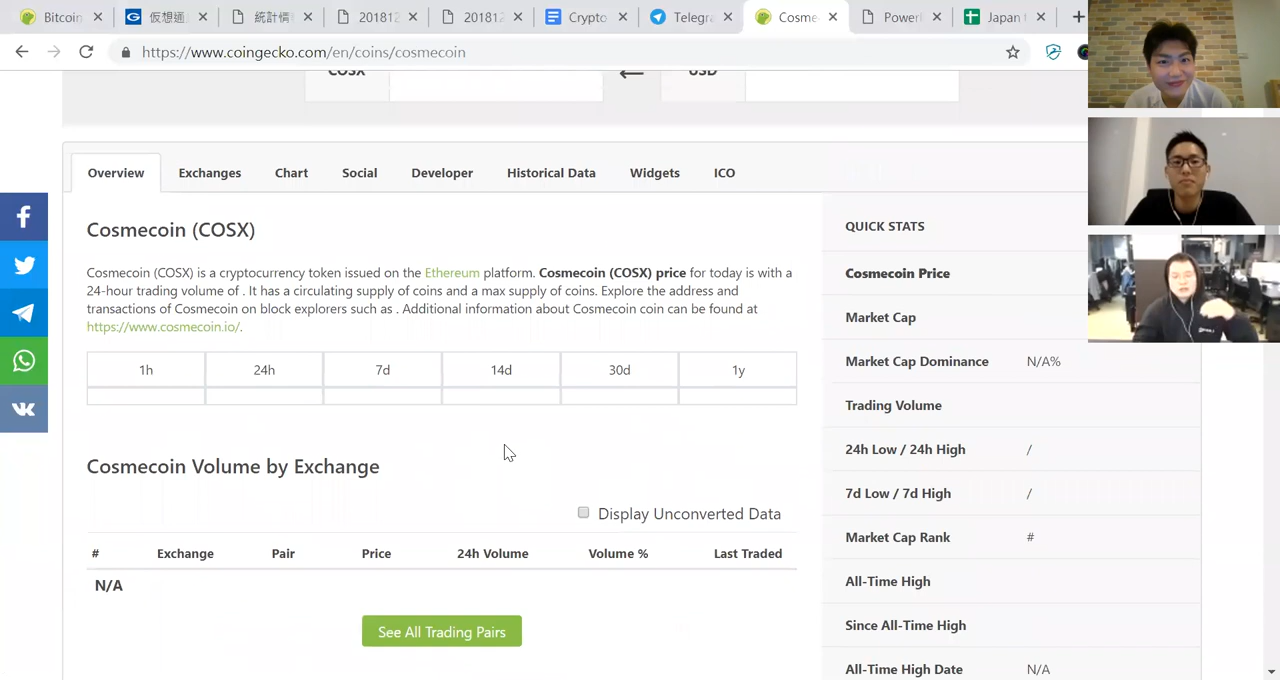 Bitcoin
仮想通
統計情
201812
201812
Crypto
Telegra
Cosme
Powerl
Japan
https://www.coingecko.com/en/coins/cosmecoin
COSX
USD
Overview
Exchanges
Chart
Social
Developer
Historical Data
Widgets
ICO
Cosmecoin (COSX)
Cosmecoin (COSX) is a cryptocurrency token issued on the Ethereum platform. Cosmecoin (COSX) price for today is with a
24-hour trading volume of . It has a circulating supply of coins and a max supply of coins. Explore the address and
transactions of Cosmecoin on block explorers such as . Additional information about Cosmecoin coin can be found at
https://www.cosmecoin.io/.
1h 24h 7d 14d 30d 1y
Cosmecoin Volume by Exchange
Display Unconverted Data
# Exchange Pair Price 24h Volume Volume % Last Traded
N/A
See All Trading Pairs
QUICK STATS
Cosmecoin Price
Market Cap
Market Cap Dominance N/A%
Trading Volume
24h Low / 24h High /
7d Low / 7d High /
Market Cap Rank #
All-Time High
Since All-Time High
All-Time High Date N/A